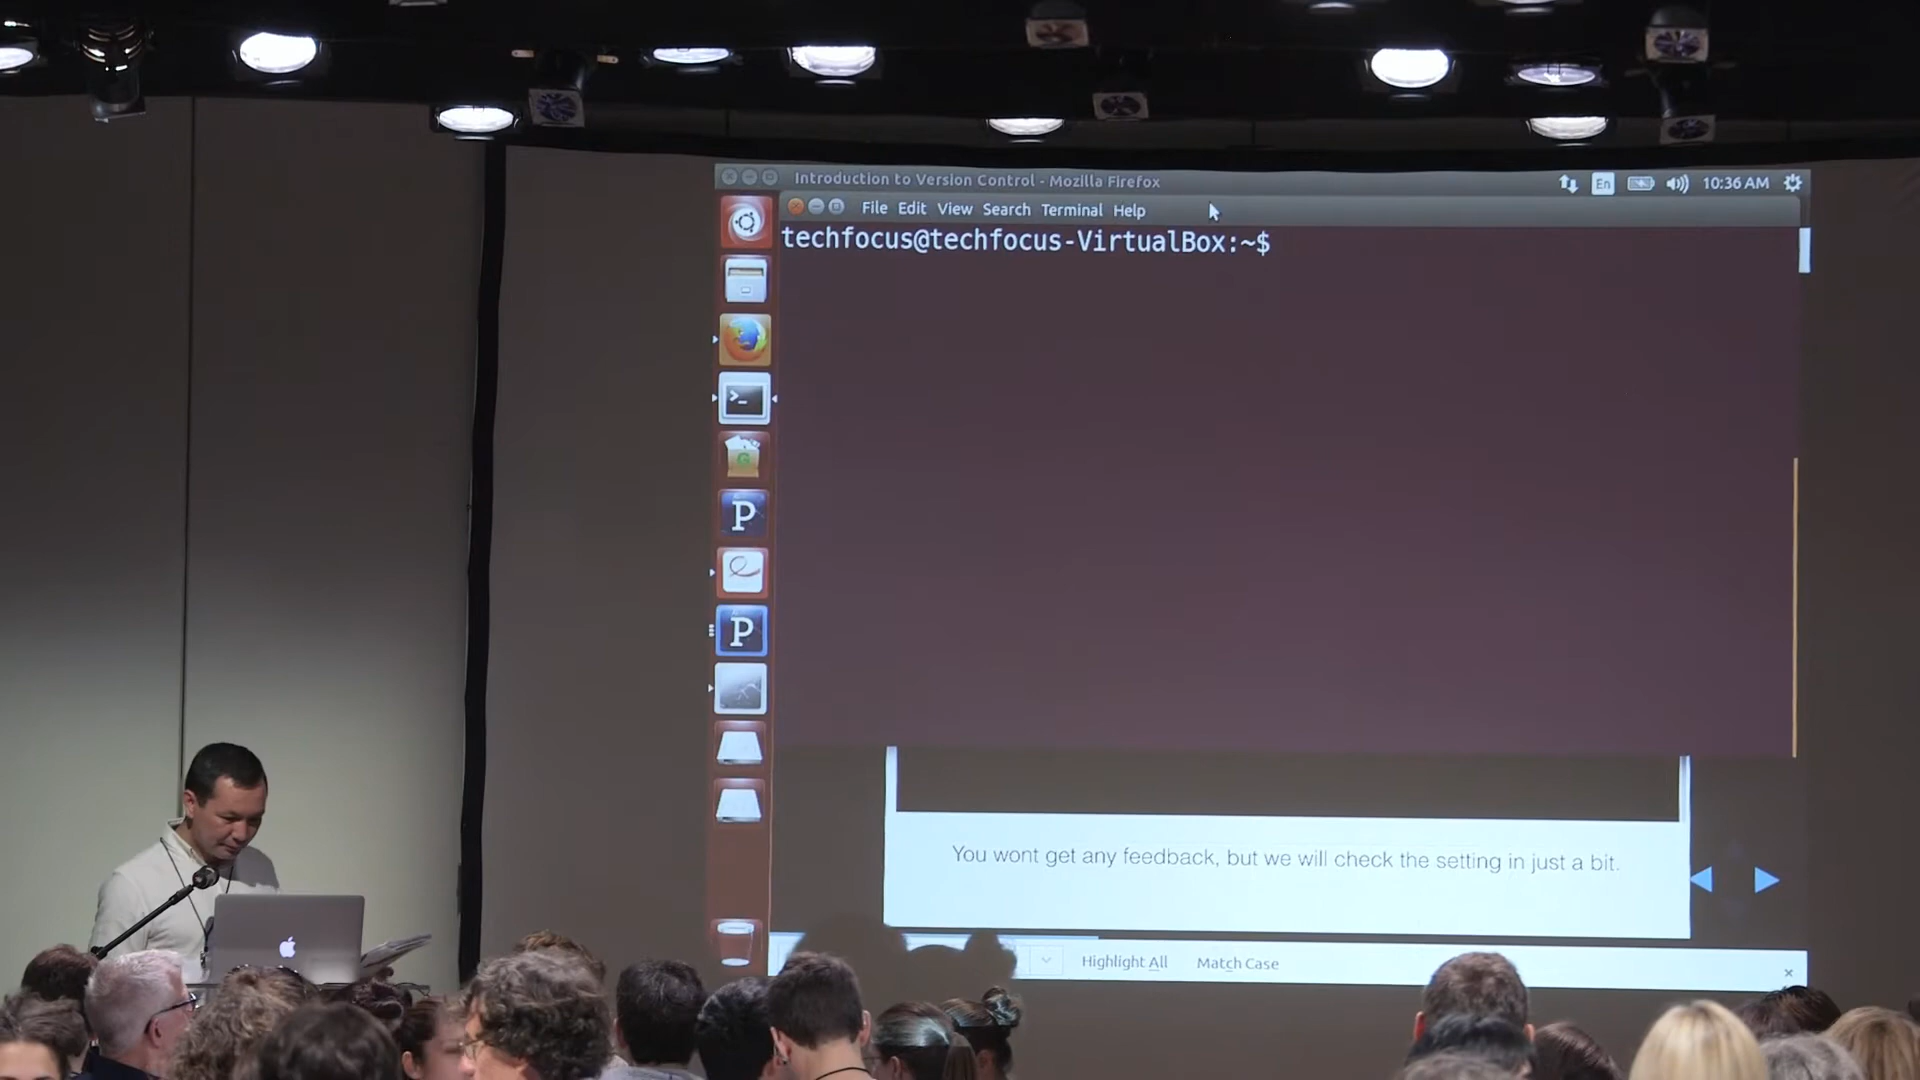 Introduction to Version Control - Mozilla Firefox
En
10:36 AM
File Edit View Search Terminal Help
techfocus@techfocus-VirtualBox:~$
>_
G
P
P
You wont get any feedback, but we will check the setting in just a bit.
Highlight All
Match Case